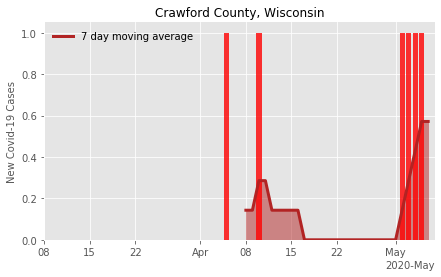 Crawford County, Wisconsin
7 day moving average
New Covid-19 Cases
1.0
0.8
0.6
0.4
0.2
0.0
08 15 22 Apr 08 15 22 May
08
2020-May